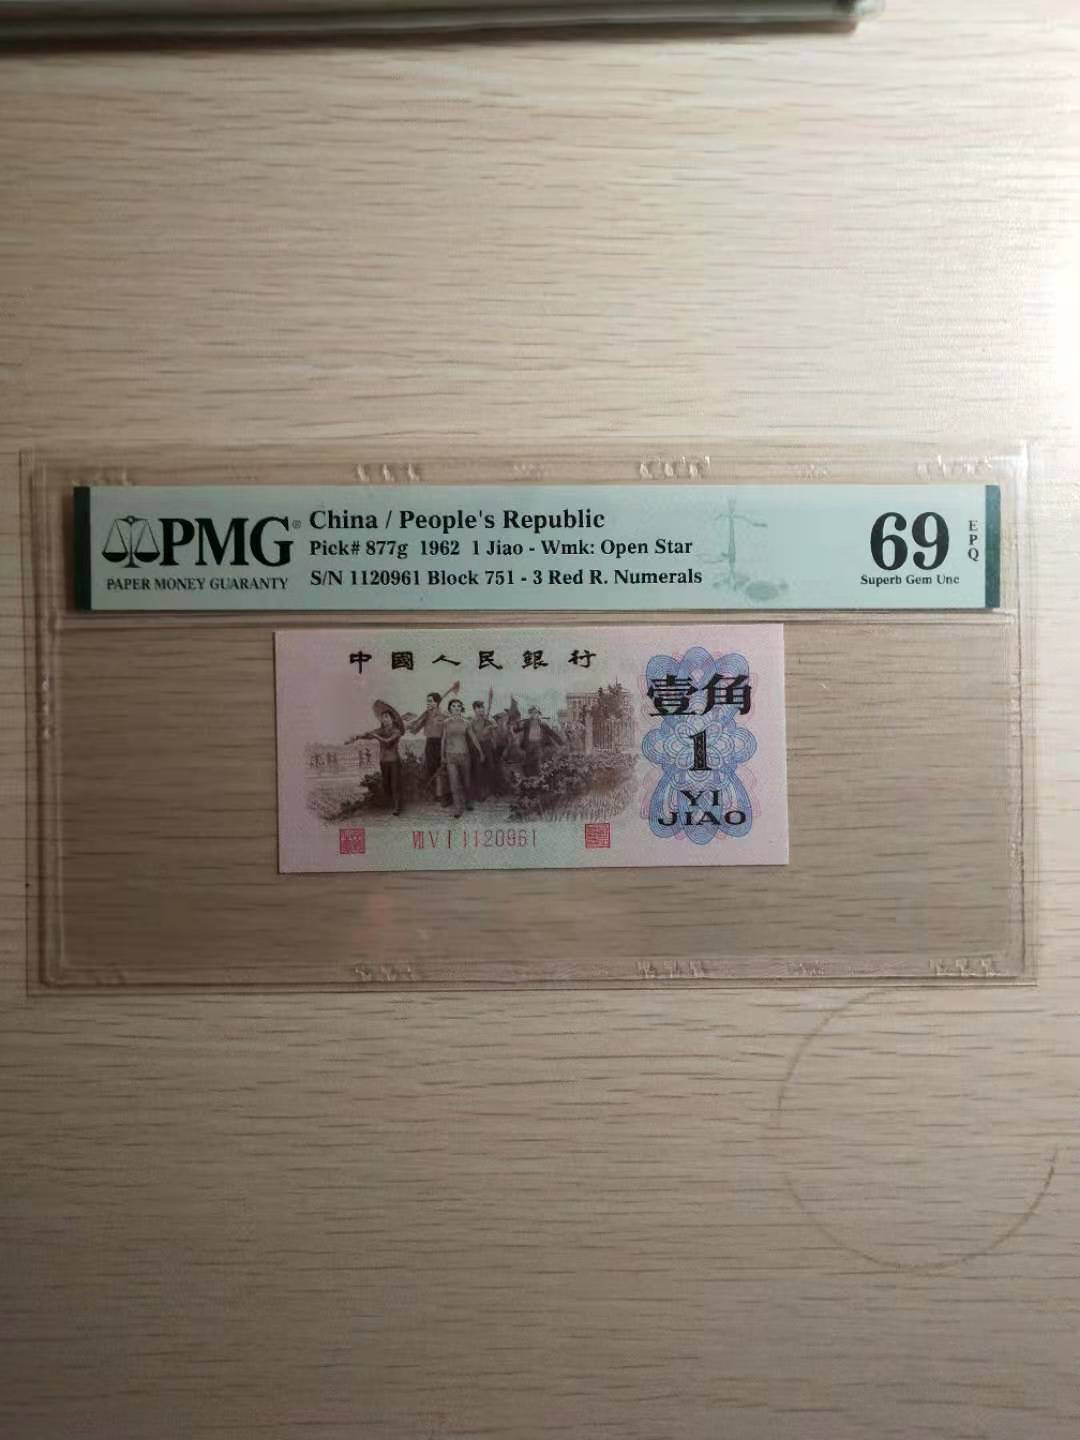 PMG®
PAPER MONEY GUARANTY
China / People's Republic
Pick# 877g 1962 1 Jiao - Wmk: Open Star
S/N 1120961 Block 751 - 3 Red R. Numerals
69
EPQ
Superb Gem Unc
中國人民銀行
壹角
1
YI
JIAO
Ⅶ Ⅴ Ⅰ 1120961